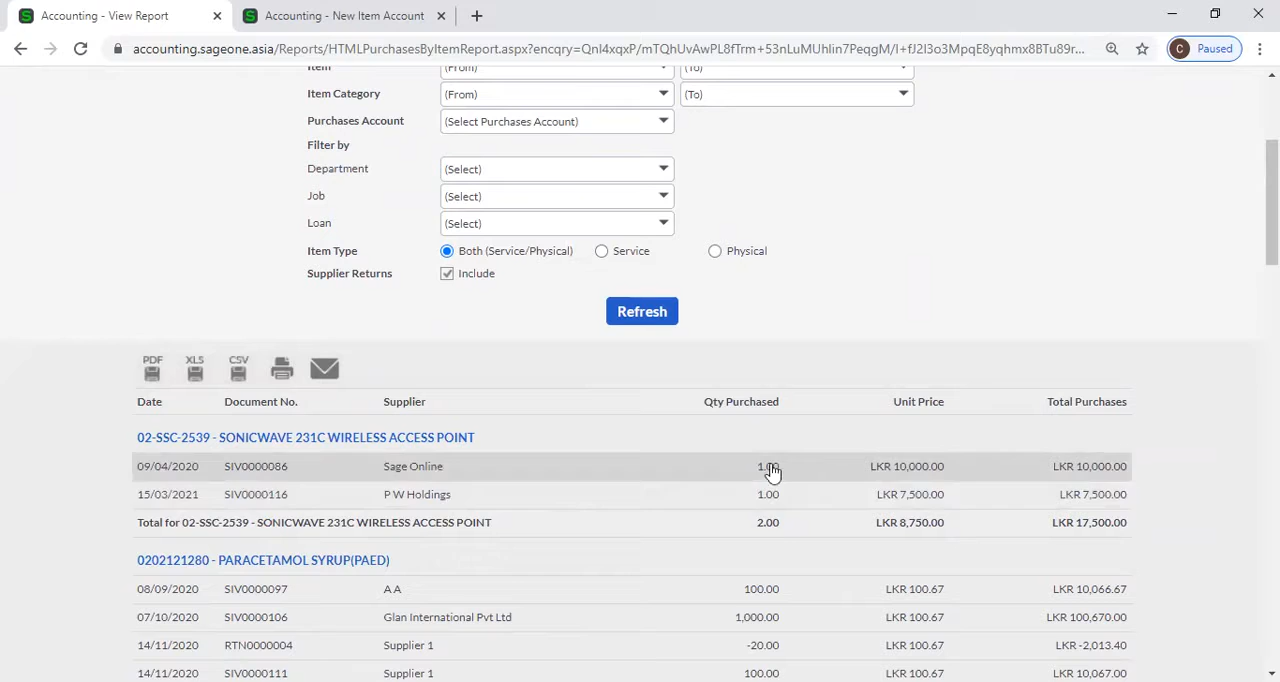 Accounting - View Report
Accounting - New Item Account
accounting.sageone.asia/Reports/HTMLPurchasesByItemReport.aspx?encqry=QnI4xqxP/mTQhUvAwPL8fTrm+53nLuMUhlin7PeqgM/I+fJ2I3o3MpqE8yqhmx8BTu89r...
C Paused
Item (From) (To)
Item Category (From) (To)
Purchases Account (Select Purchases Account)
Filter by
Department (Select)
Job (Select)
Loan (Select)
Item Type Both (Service/Physical) Service Physical
Supplier Returns Include
Refresh
PDF XLS CSV
Date Document No. Supplier Qty Purchased Unit Price Total Purchases
02-SSC-2539 - SONICWAVE 231C WIRELESS ACCESS POINT
09/04/2020 SIV0000086 Sage Online 1.00 LKR 10,000.00 LKR 10,000.00
15/03/2021 SIV0000116 P W Holdings 1.00 LKR 7,500.00 LKR 7,500.00
Total for 02-SSC-2539 - SONICWAVE 231C WIRELESS ACCESS POINT 2.00 LKR 8,750.00 LKR 17,500.00
0202121280 - PARACETAMOL SYRUP(PAED)
08/09/2020 SIV0000097 A A 100.00 LKR 100.67 LKR 10,066.67
07/10/2020 SIV0000106 Glan International Pvt Ltd 1,000.00 LKR 100.67 LKR 100,670.00
14/11/2020 RTN0000004 Supplier 1 -20.00 LKR 100.67 LKR -2,013.40
14/11/2020 SIV0000111 Supplier 1 100.00 LKR 100.67 LKR 10,067.00